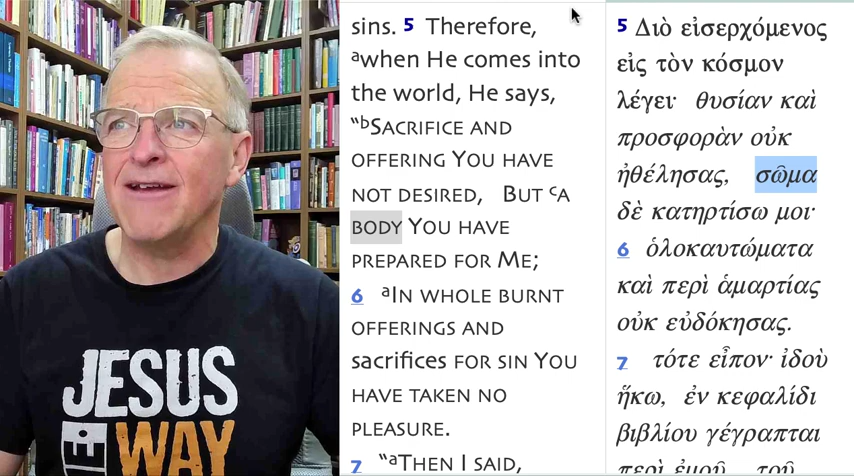 JESUS
WAY
sins. 5 Therefore,
ᵃwhen He comes into
the world, He says,
“ᵇSACRIFICE AND
OFFERING YOU HAVE
NOT DESIRED, BUT ᶜA
BODY YOU HAVE
PREPARED FOR ME;
6 ᵃIN WHOLE BURNT
OFFERINGS AND
sacrifices FOR SIN YOU
HAVE TAKEN NO
PLEASURE.
7 “ᵃTHEN I SAID,
5 Διὸ εἰσερχόμενος
εἰς τὸν κόσμον
λέγει· θυσίαν καὶ
προσφορὰν οὐκ
ἠθέλησας, σῶμα
δὲ κατηρτίσω μοι·
6 ὁλοκαυτώματα
καὶ περὶ ἁμαρτίας
οὐκ εὐδόκησας.
7 τότε εἶπον· ἰδοὺ
ἥκω, ἐν κεφαλίδι
βιβλίου γέγραπται
περὶ ἐμοῦ, τοῦ